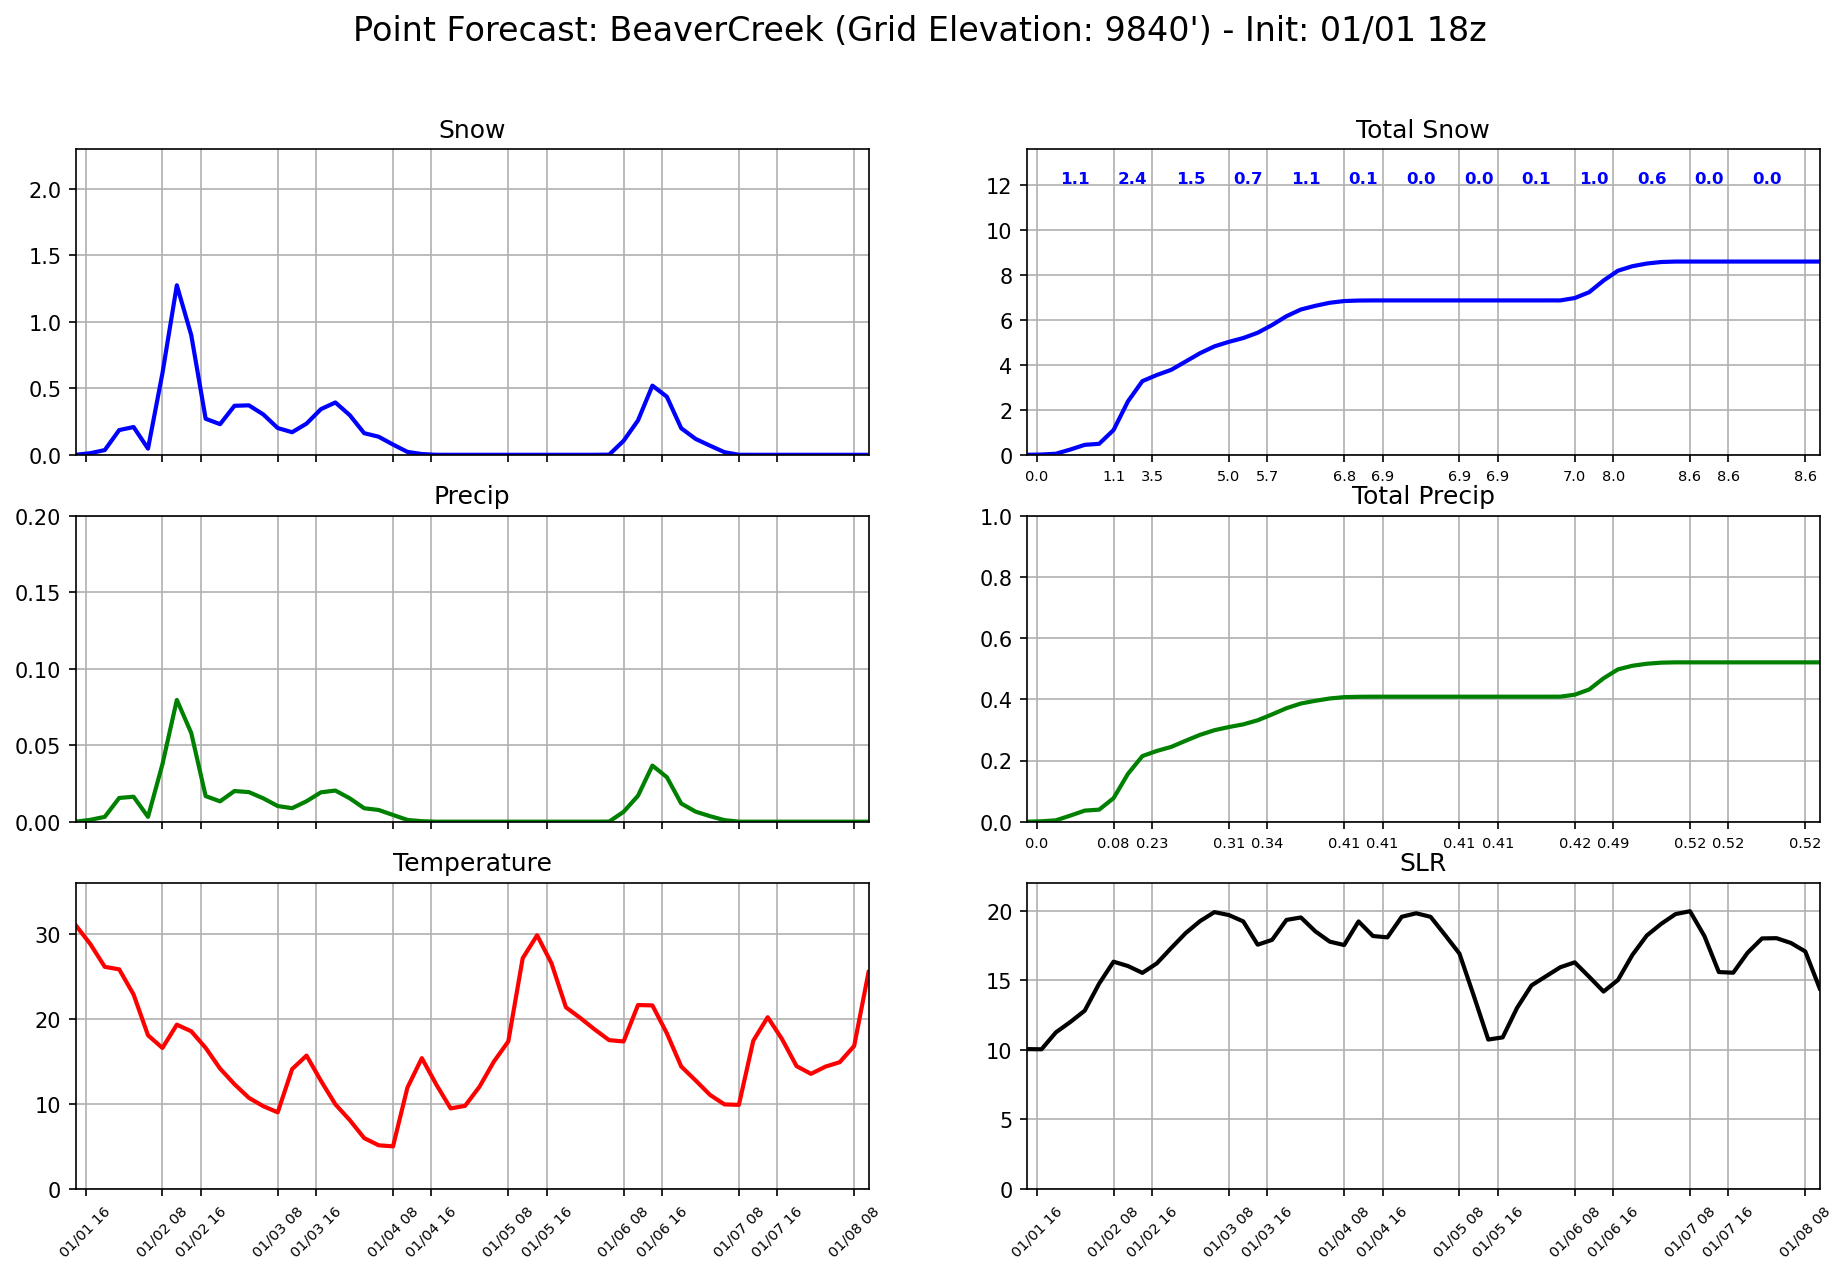 Point Forecast: BeaverCreek (Grid Elevation: 9840') - Init: 01/01 18z
Snow
2.0
1.5
1.0
0.5
0.0
Total Snow
1.1 2.4 1.5 0.7 1.1 0.1 0.0 0.0 0.1 1.0 0.6 0.0 0.0
12
10
8
6
4
2
0
0.0 1.1 3.5 5.0 5.7 6.8 6.9 6.9 6.9 7.0 8.0 8.6 8.6 8.6
Precip
0.20
0.15
0.10
0.05
0.00
Total Precip
1.0
0.8
0.6
0.4
0.2
0.0
0.0 0.08 0.23 0.31 0.34 0.41 0.41 0.41 0.41 0.42 0.49 0.52 0.52 0.52
Temperature
30
20
10
0
01/01 16 01/02 08 01/02 16 01/03 08 01/03 16 01/04 08 01/04 16 01/05 08 01/05 16 01/06 08 01/06 16 01/07 08 01/07 16 01/08 08
SLR
20
15
10
5
0
01/01 16 01/02 08 01/02 16 01/03 08 01/03 16 01/04 08 01/04 16 01/05 08 01/05 16 01/06 08 01/06 16 01/07 08 01/07 16 01/08 08